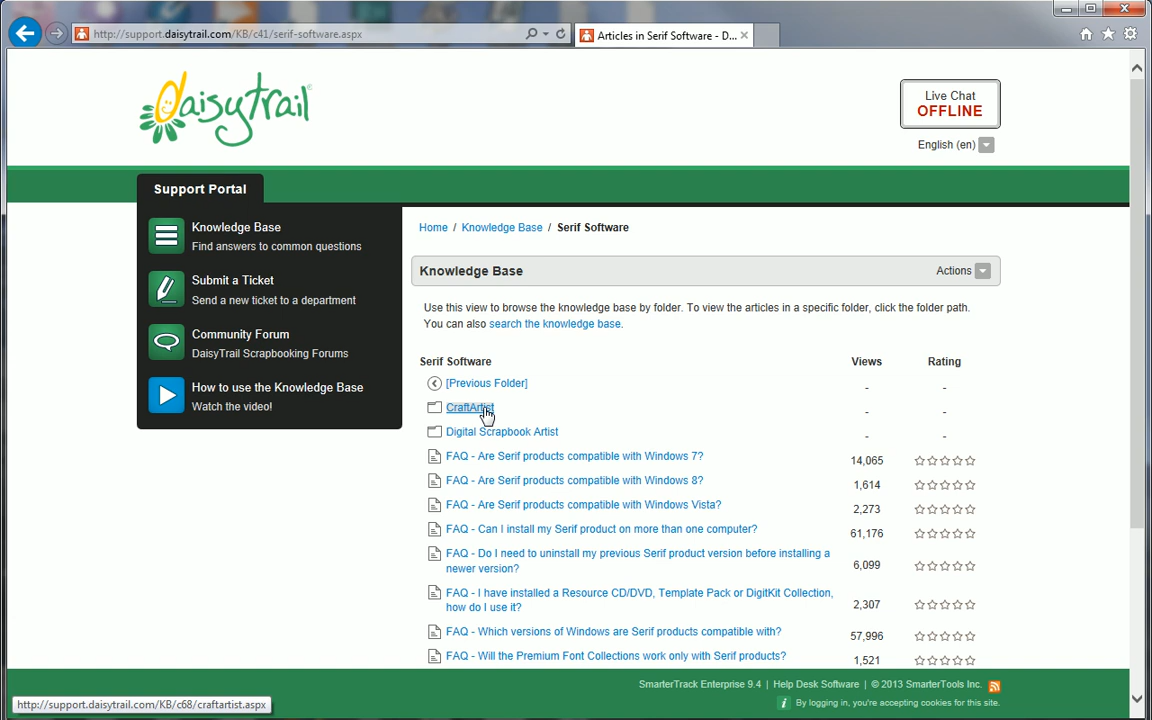 http://support.daisytrail.com/KB/c41/serif-software.aspx
Articles in Serif Software - D...
daisytrail
Live Chat
OFFLINE
English (en)
Support Portal
Knowledge Base
Find answers to common questions
Submit a Ticket
Send a new ticket to a department
Community Forum
DaisyTrail Scrapbooking Forums
How to use the Knowledge Base
Watch the video!
Home / Knowledge Base / Serif Software
Knowledge Base
Actions
Use this view to browse the knowledge base by folder. To view the articles in a specific folder, click the folder path.
You can also search the knowledge base.
Serif Software Views Rating
[Previous Folder] - -
CraftArtist - -
Digital Scrapbook Artist - -
FAQ - Are Serif products compatible with Windows 7? 14,065
FAQ - Are Serif products compatible with Windows 8? 1,614
FAQ - Are Serif products compatible with Windows Vista? 2,273
FAQ - Can I install my Serif product on more than one computer? 61,176
FAQ - Do I need to uninstall my previous Serif product version before installing a
newer version? 6,099
FAQ - I have installed a Resource CD/DVD, Template Pack or DigitKit Collection,
how do I use it? 2,307
FAQ - Which versions of Windows are Serif products compatible with? 57,996
FAQ - Will the Premium Font Collections work only with Serif products? 1,521
SmarterTrack Enterprise 9.4 | Help Desk Software | © 2013 SmarterTools Inc.
i By logging in, you're accepting cookies for this site.
http://support.daisytrail.com/KB/c68/craftartist.aspx